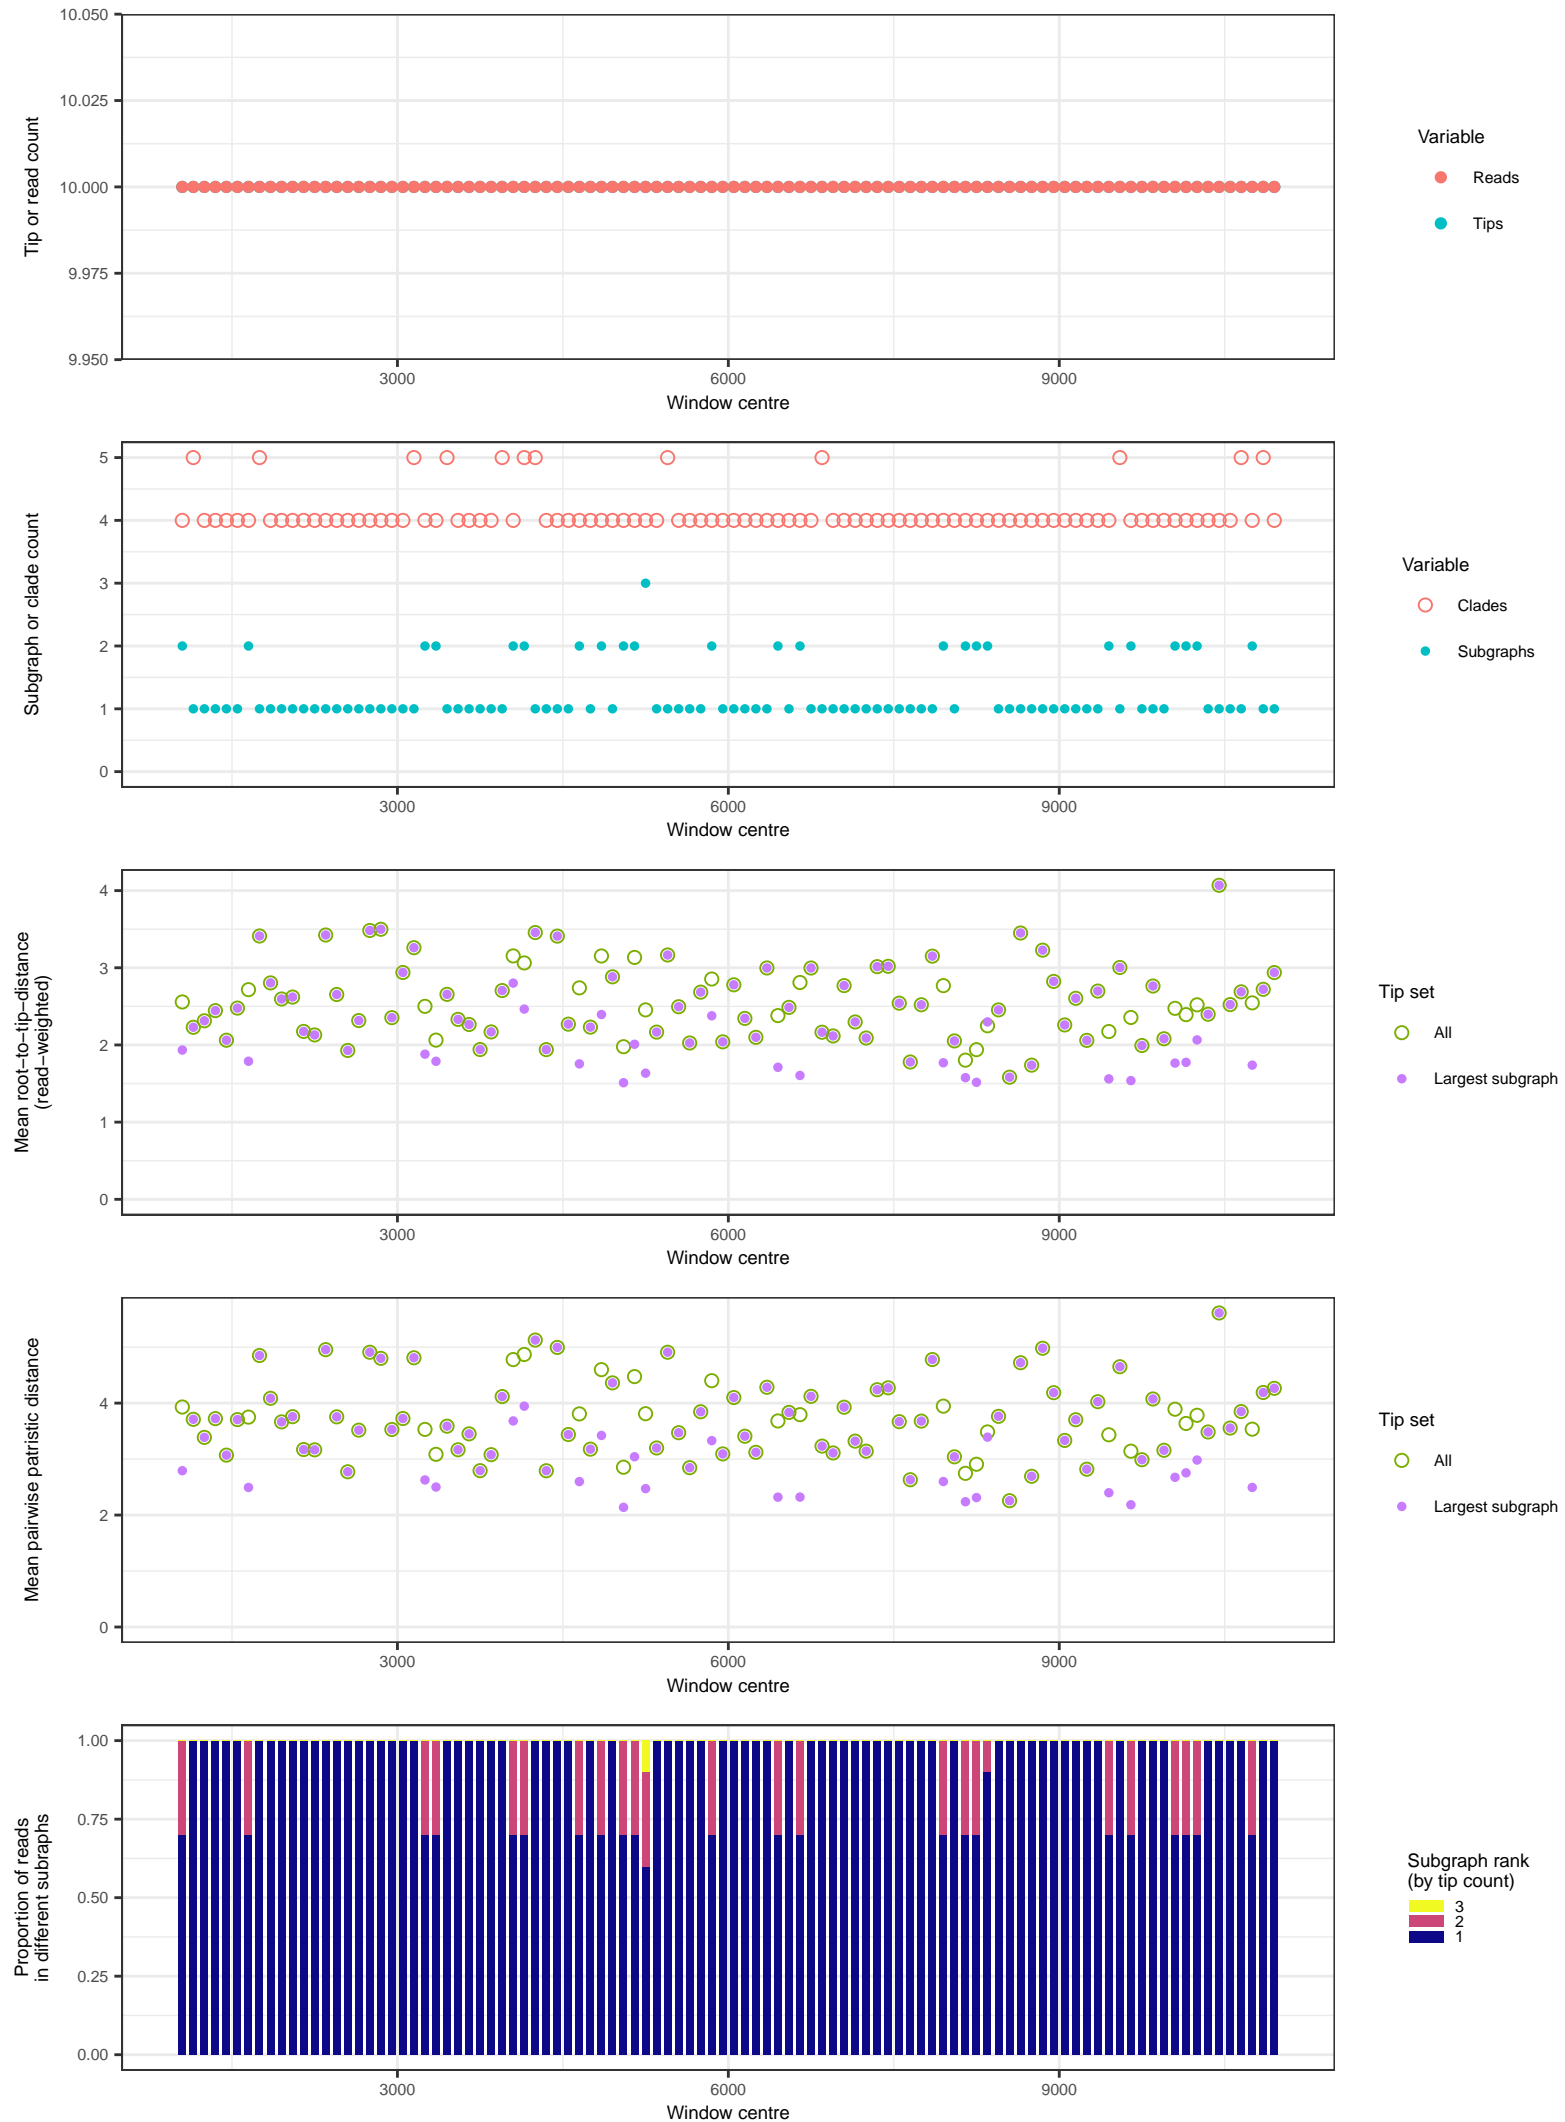 10.050
10.025
10.000
9.975
9.950
Tip or read count
3000 6000 9000
Window centre
Variable
Reads
Tips
5
4
3
2
1
0
Subgraph or clade count
3000 6000 9000
Window centre
Variable
Clades
Subgraphs
4
3
2
1
0
Mean root−to−tip−distance
(read−weighted)
3000 6000 9000
Window centre
Tip set
All
Largest subgraph
4
2
0
Mean pairwise patristic distance
3000 6000 9000
Window centre
Tip set
All
Largest subgraph
1.00
0.75
0.50
0.25
0.00
Proportion of reads
in different subraphs
3000 6000 9000
Window centre
Subgraph rank
(by tip count)
3
2
1